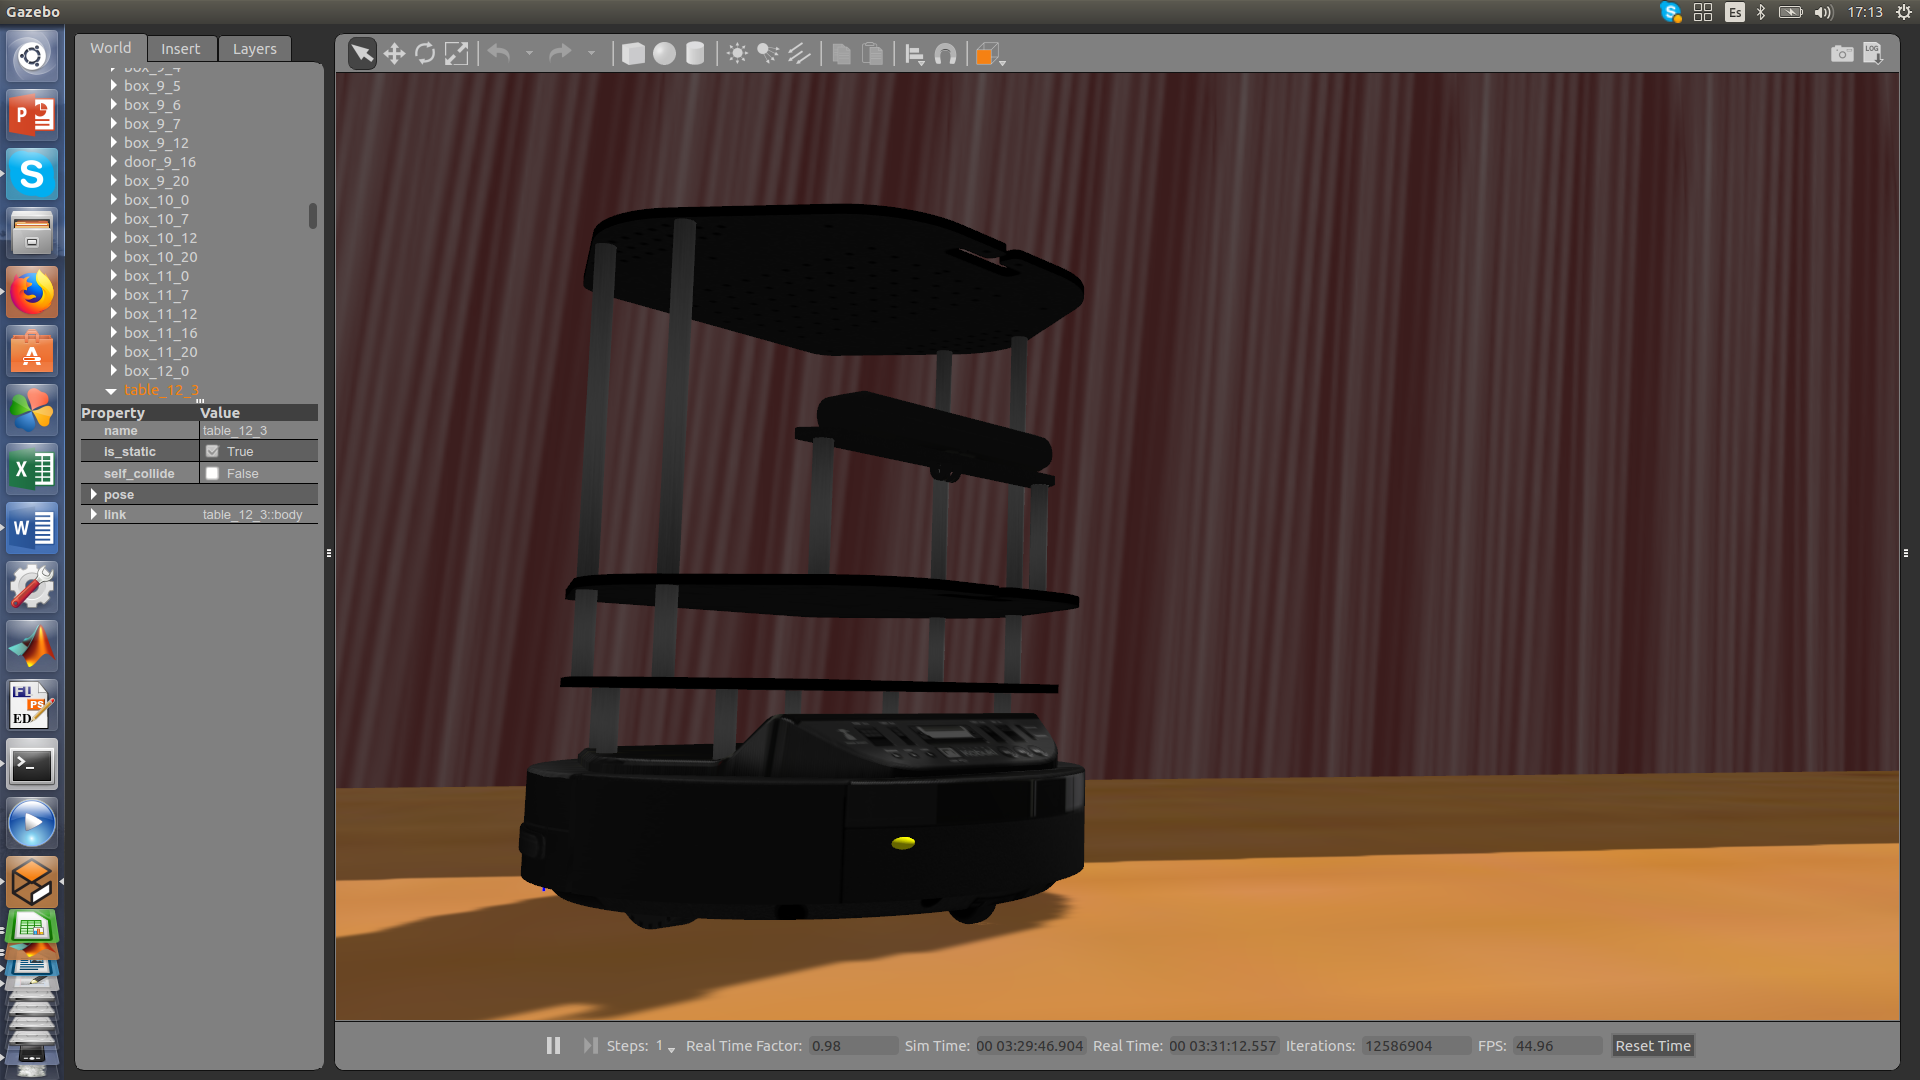 Gazebo
Es
17:13
World
Insert
Layers
LOG
box_9_4
box_9_5
box_9_6
box_9_7
box_9_12
door_9_16
box_9_20
box_10_0
box_10_7
box_10_12
box_10_20
box_11_0
box_11_7
box_11_12
box_11_16
box_11_20
box_12_0
table_12_3
Property Value
name table_12_3
is_static True
self_collide False
pose
link table_12_3::body
Steps: 1 Real Time Factor: 0.98 Sim Time: 00 03:29:46.904 Real Time: 00 03:31:12.557 Iterations: 12586904 FPS: 44.96 Reset Time